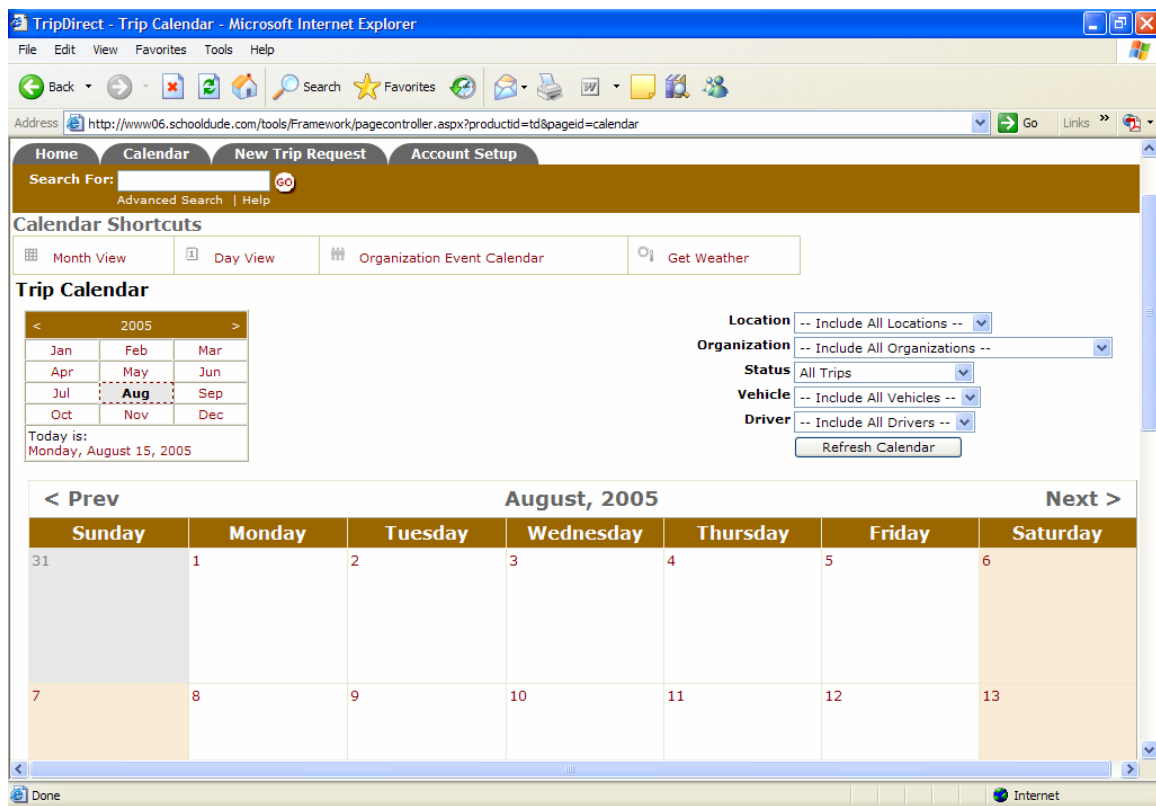 TripDirect - Trip Calendar - Microsoft Internet Explorer
File Edit View Favorites Tools Help
Back Search Favorites
Address http://www06.schooldude.com/tools/Framework/pagecontroller.aspx?productid=td&pageid=calendar Go Links »
Home Calendar New Trip Request Account Setup
Search For: GO
Advanced Search | Help
Calendar Shortcuts
Month View 1 Day View Organization Event Calendar Get Weather
Trip Calendar
< 2005 >
Jan Feb Mar
Apr May Jun
Jul Aug Sep
Oct Nov Dec
Today is:
Monday, August 15, 2005
Location -- Include All Locations --
Organization -- Include All Organizations --
Status All Trips
Vehicle -- Include All Vehicles --
Driver -- Include All Drivers --
Refresh Calendar
< Prev August, 2005 Next >
Sunday Monday Tuesday Wednesday Thursday Friday Saturday
31 1 2 3 4 5 6
7 8 9 10 11 12 13
Done Internet